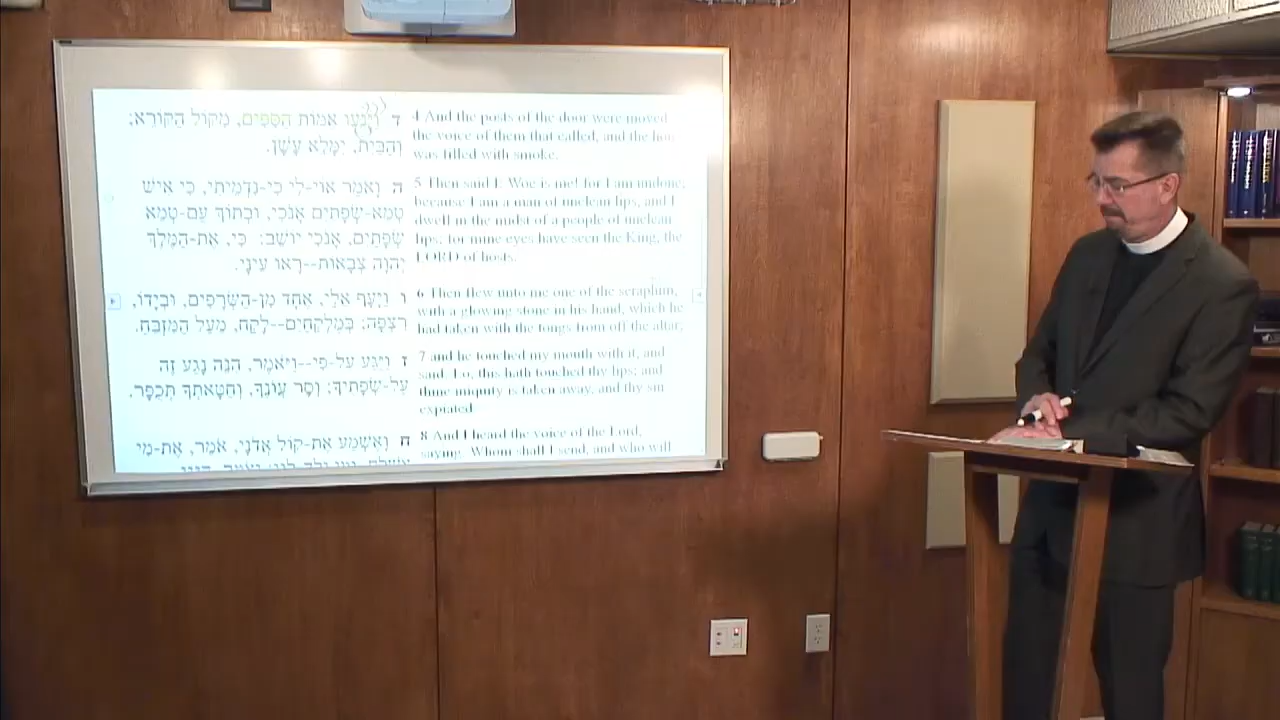 ד וַיָּנֻעוּ אַמּוֹת הַסִּפִּים, מִקּוֹל הַקּוֹרֵא;
וְהַבַּיִת, יִמָּלֵא עָשָׁן.
4 And the posts of the door were moved
the voice of them that called, and the hou
was filled with smoke.
ה וָאֹמַר אוֹי-לִי כִי-נִדְמֵיתִי, כִּי אִישׁ
טְמֵא-שְׂפָתַיִם אָנֹכִי, וּבְתוֹךְ עַם-טְמֵא
שְׂפָתַיִם, אָנֹכִי יוֹשֵׁב: כִּי, אֶת-הַמֶּלֶךְ
יְהוָה צְבָאוֹת--רָאוּ עֵינָי.
5 Then said I: Woe is me! for I am undone;
because I am a man of unclean lips, and I
dwell in the midst of a people of unclean
lips; for mine eyes have seen the King, the
LORD of hosts.
ו וַיָּעָף אֵלַי, אֶחָד מִן-הַשְּׂרָפִים, וּבְיָדוֹ,
רִצְפָּה; בְּמֶלְקַחַיִם--לָקַח, מֵעַל הַמִּזְבֵּחַ.
6 Then flew unto me one of the seraphim,
with a glowing stone in his hand, which he
had taken with the tongs from off the altar;
ז וַיַּגַּע עַל-פִּי--וַיֹּאמֶר, הִנֵּה נָגַע זֶה
עַל-שְׂפָתֶיךָ; וְסָר עֲו‍ֹנֶךָ, וְחַטָּאתְךָ תְּכֻפָּר.
7 and he touched my mouth with it, and
said: Lo, this hath touched thy lips; and
thine iniquity is taken away, and thy sin
expiated
ח וָאֶשְׁמַע אֶת-קוֹל אֲדֹנָי, אֹמֵר, אֶת-מִי
8 And I heard the voice of the Lord,
saying: Whom shall I send, and who will